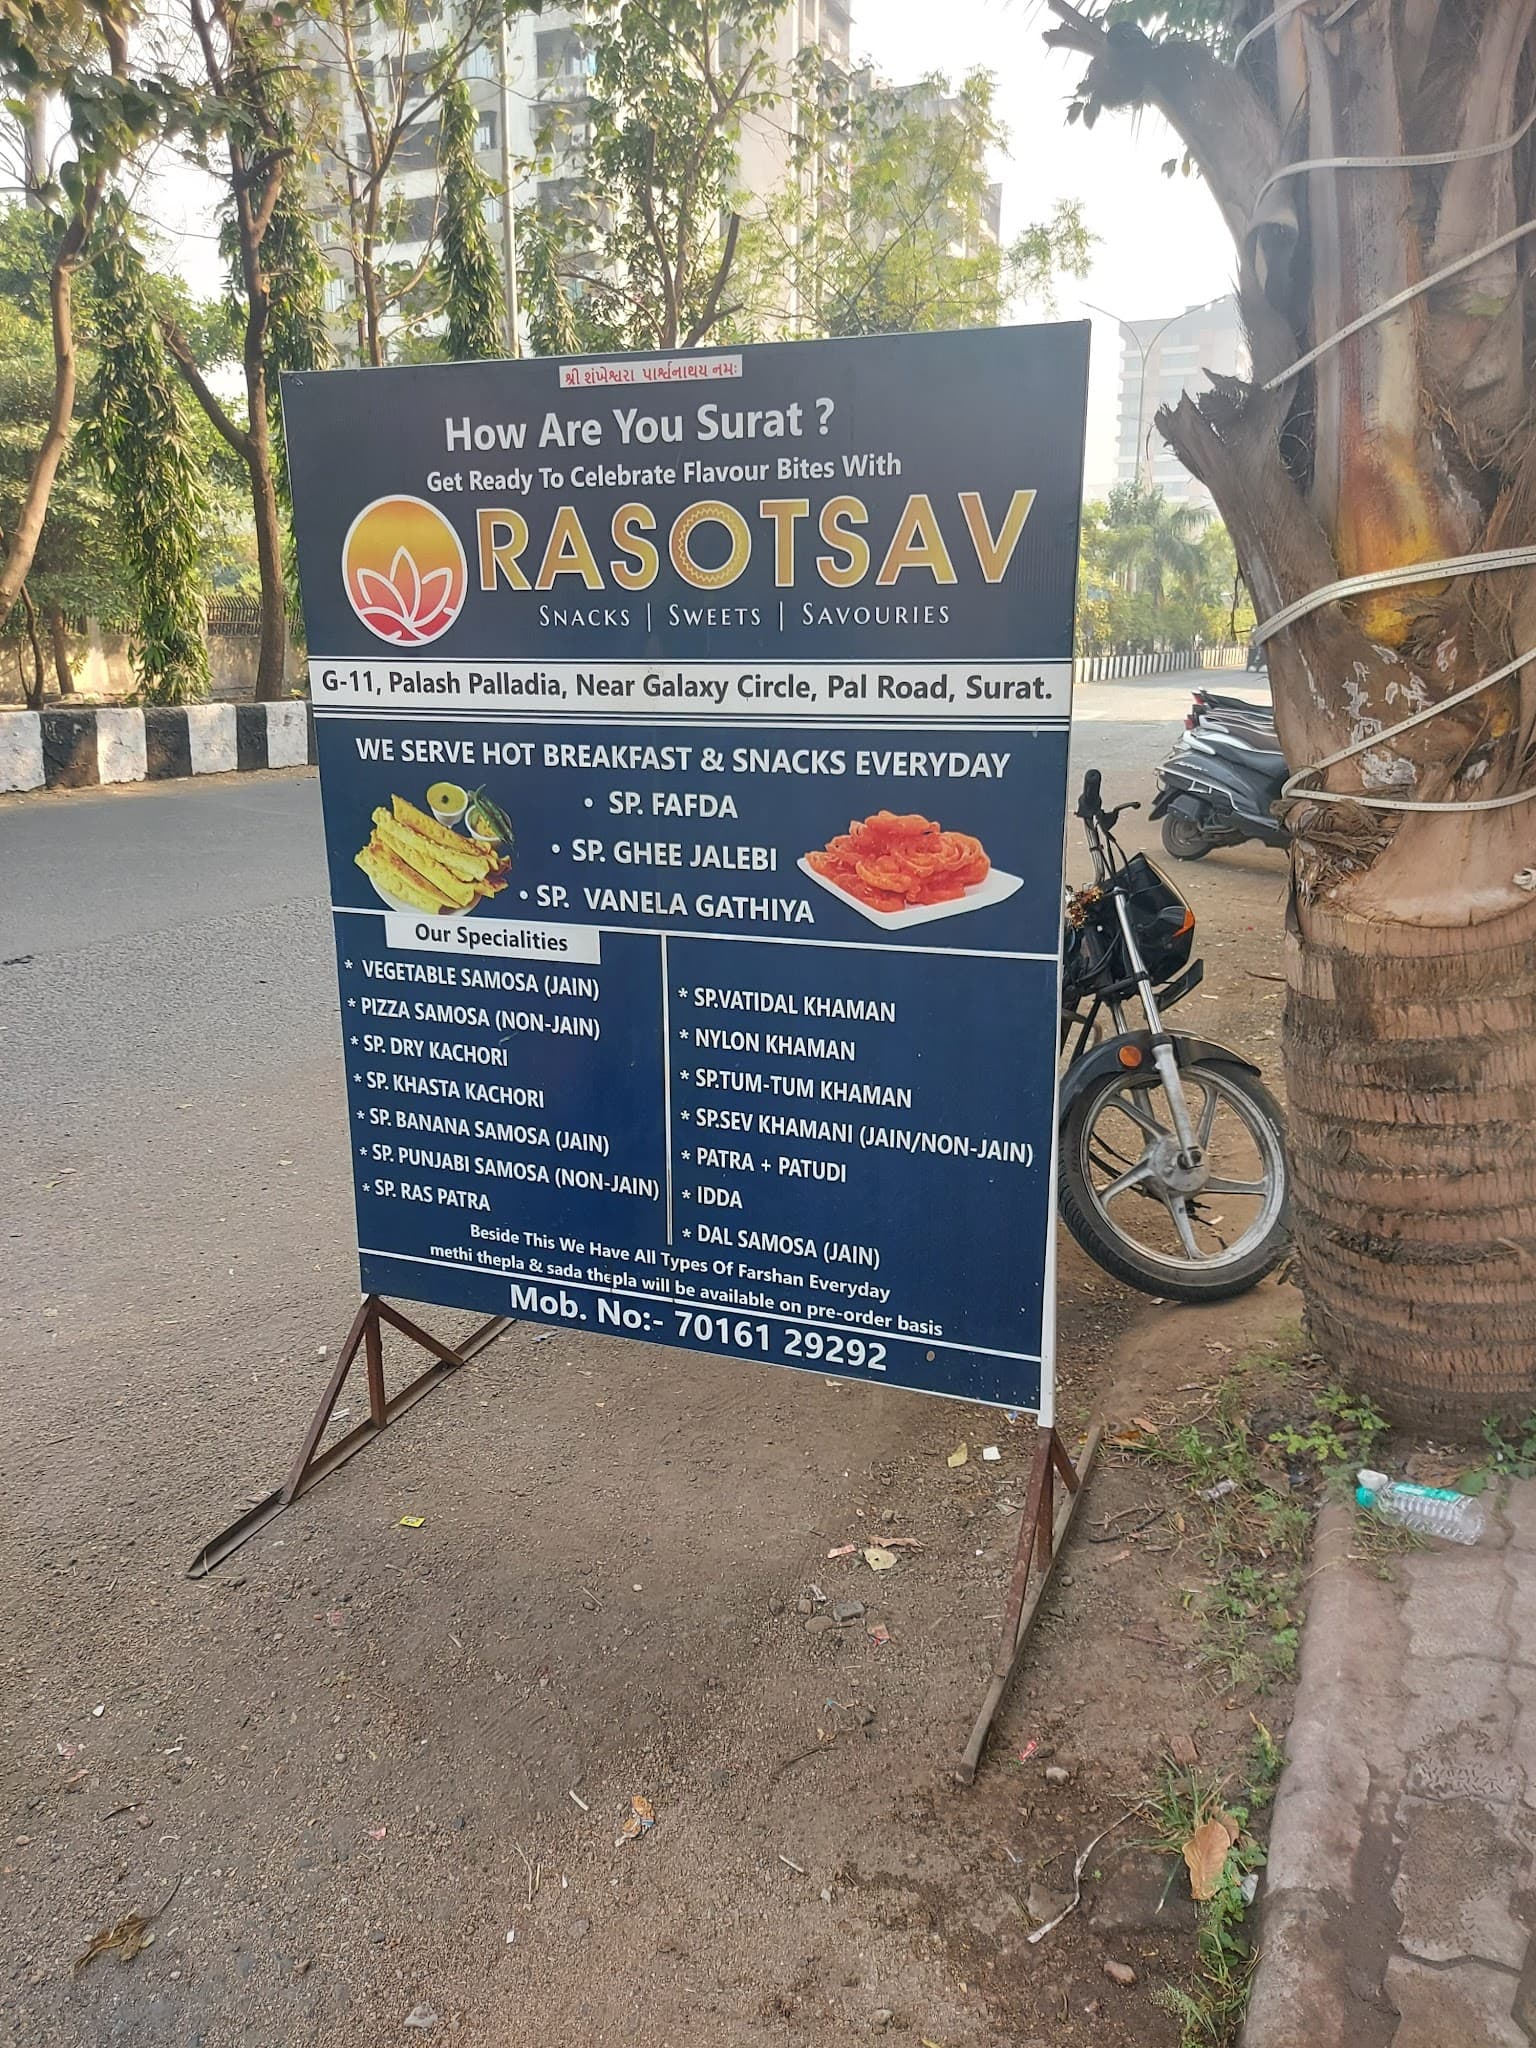 શ્રી શંખેશ્વરા પાર્શ્વનાથય નમઃ
How Are You Surat ?
Get Ready To Celebrate Flavour Bites With
RASOTSAV
SNACKS | SWEETS | SAVOURIES
G-11, Palash Palladia, Near Galaxy Circle, Pal Road, Surat.
WE SERVE HOT BREAKFAST & SNACKS EVERYDAY
• SP. FAFDA
• SP. GHEE JALEBI
• SP. VANELA GATHIYA
Our Specialities
* VEGETABLE SAMOSA (JAIN)
* PIZZA SAMOSA (NON-JAIN)
* SP. DRY KACHORI
* SP. KHASTA KACHORI
* SP. BANANA SAMOSA (JAIN)
* SP. PUNJABI SAMOSA (NON-JAIN)
* SP. RAS PATRA
* SP.VATIDAL KHAMAN
* NYLON KHAMAN
* SP.TUM-TUM KHAMAN
* SP.SEV KHAMANI (JAIN/NON-JAIN)
* PATRA + PATUDI
* IDDA
* DAL SAMOSA (JAIN)
Beside This We Have All Types Of Farshan Everyday
methi thepla & sada thepla will be available on pre-order basis
Mob. No:- 70161 29292